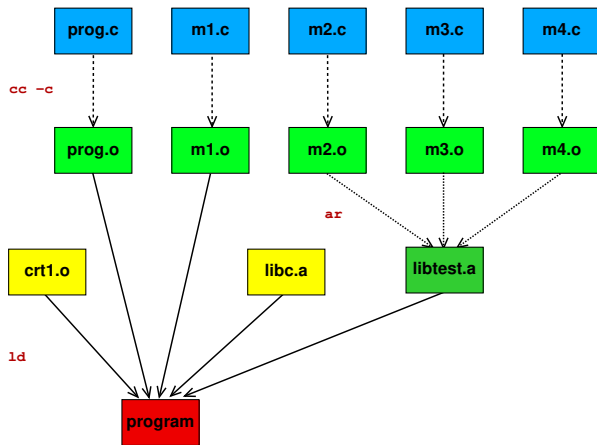 prog.c m1.c m2.c m3.c m4.c
cc −c
prog.o m1.o m2.o m3.o m4.o
ar
crt1.o libc.a libtest.a
ld
program